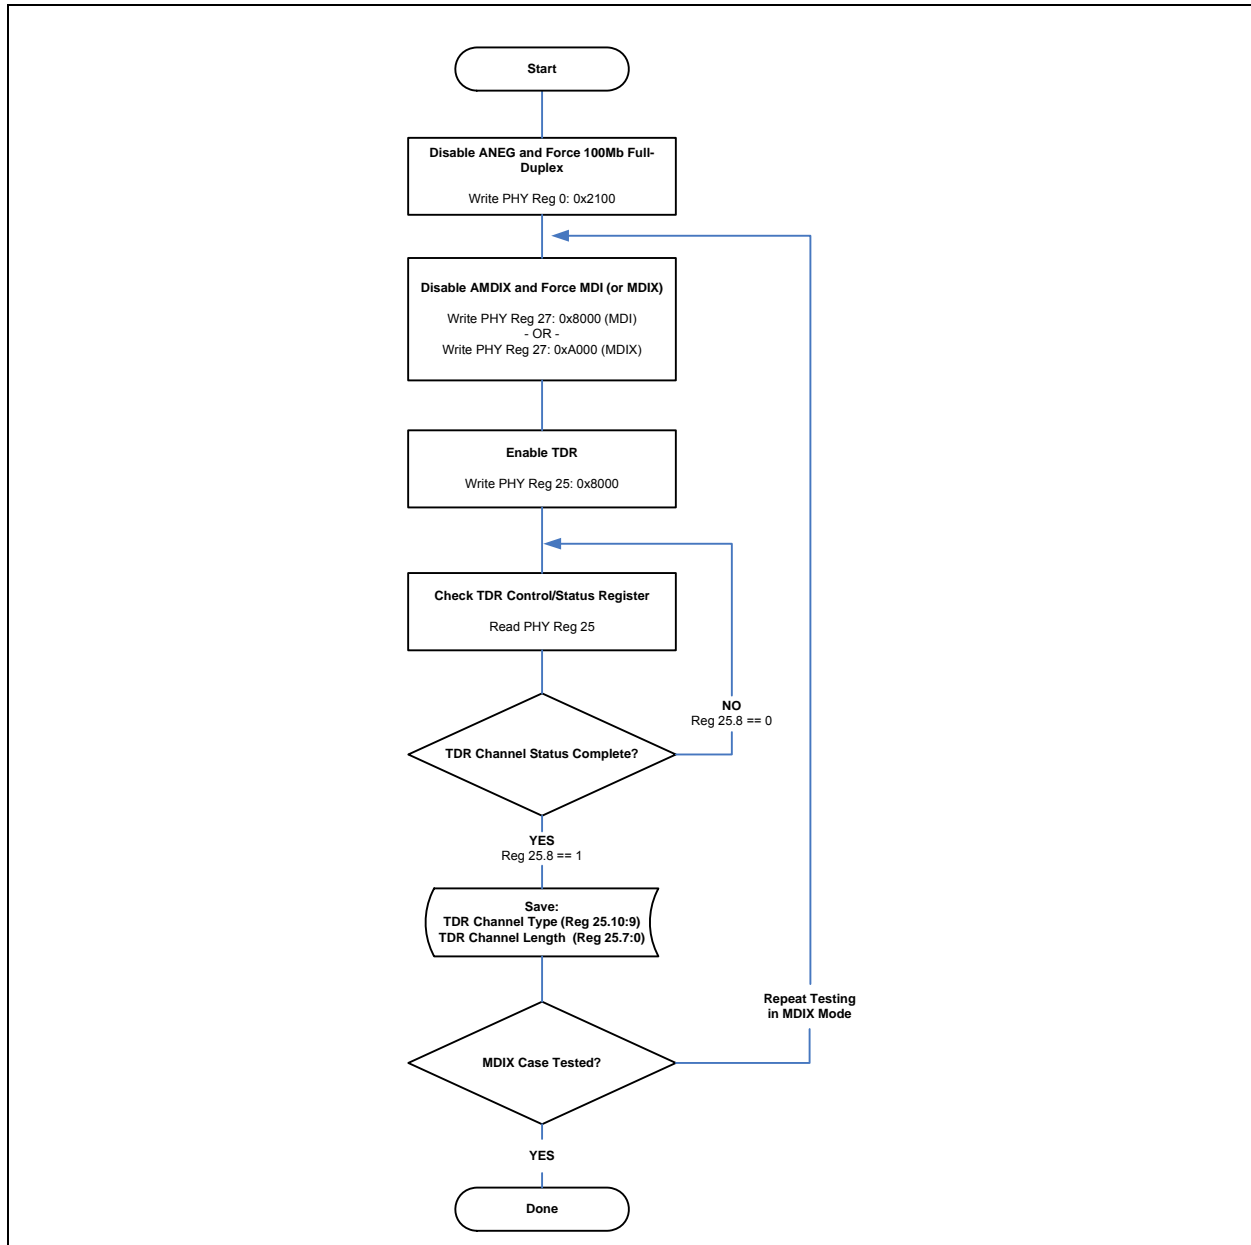 Start
Disable ANEG and Force 100Mb Full-
Duplex
Write PHY Reg 0: 0x2100
Disable AMDIX and Force MDI (or MDIX)
Write PHY Reg 27: 0x8000 (MDI)
- OR -
Write PHY Reg 27: 0xA000 (MDIX)
Enable TDR
Write PHY Reg 25: 0x8000
Check TDR Control/Status Register
Read PHY Reg 25
NO
Reg 25.8 == 0
TDR Channel Status Complete?
YES
Reg 25.8 == 1
Save:
TDR Channel Type (Reg 25.10:9)
TDR Channel Length (Reg 25.7:0)
Repeat Testing
in MDIX Mode
MDIX Case Tested?
YES
Done